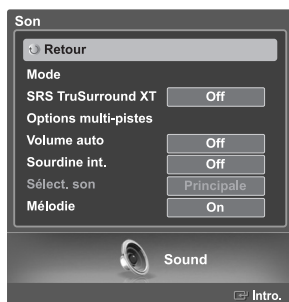 Son
Retour
Mode
SRS TruSurround XT Off
Options multi-pistes
Volume auto Off
Sourdine int. Off
Sélect. son Principale
Mélodie On
Sound
Intro.